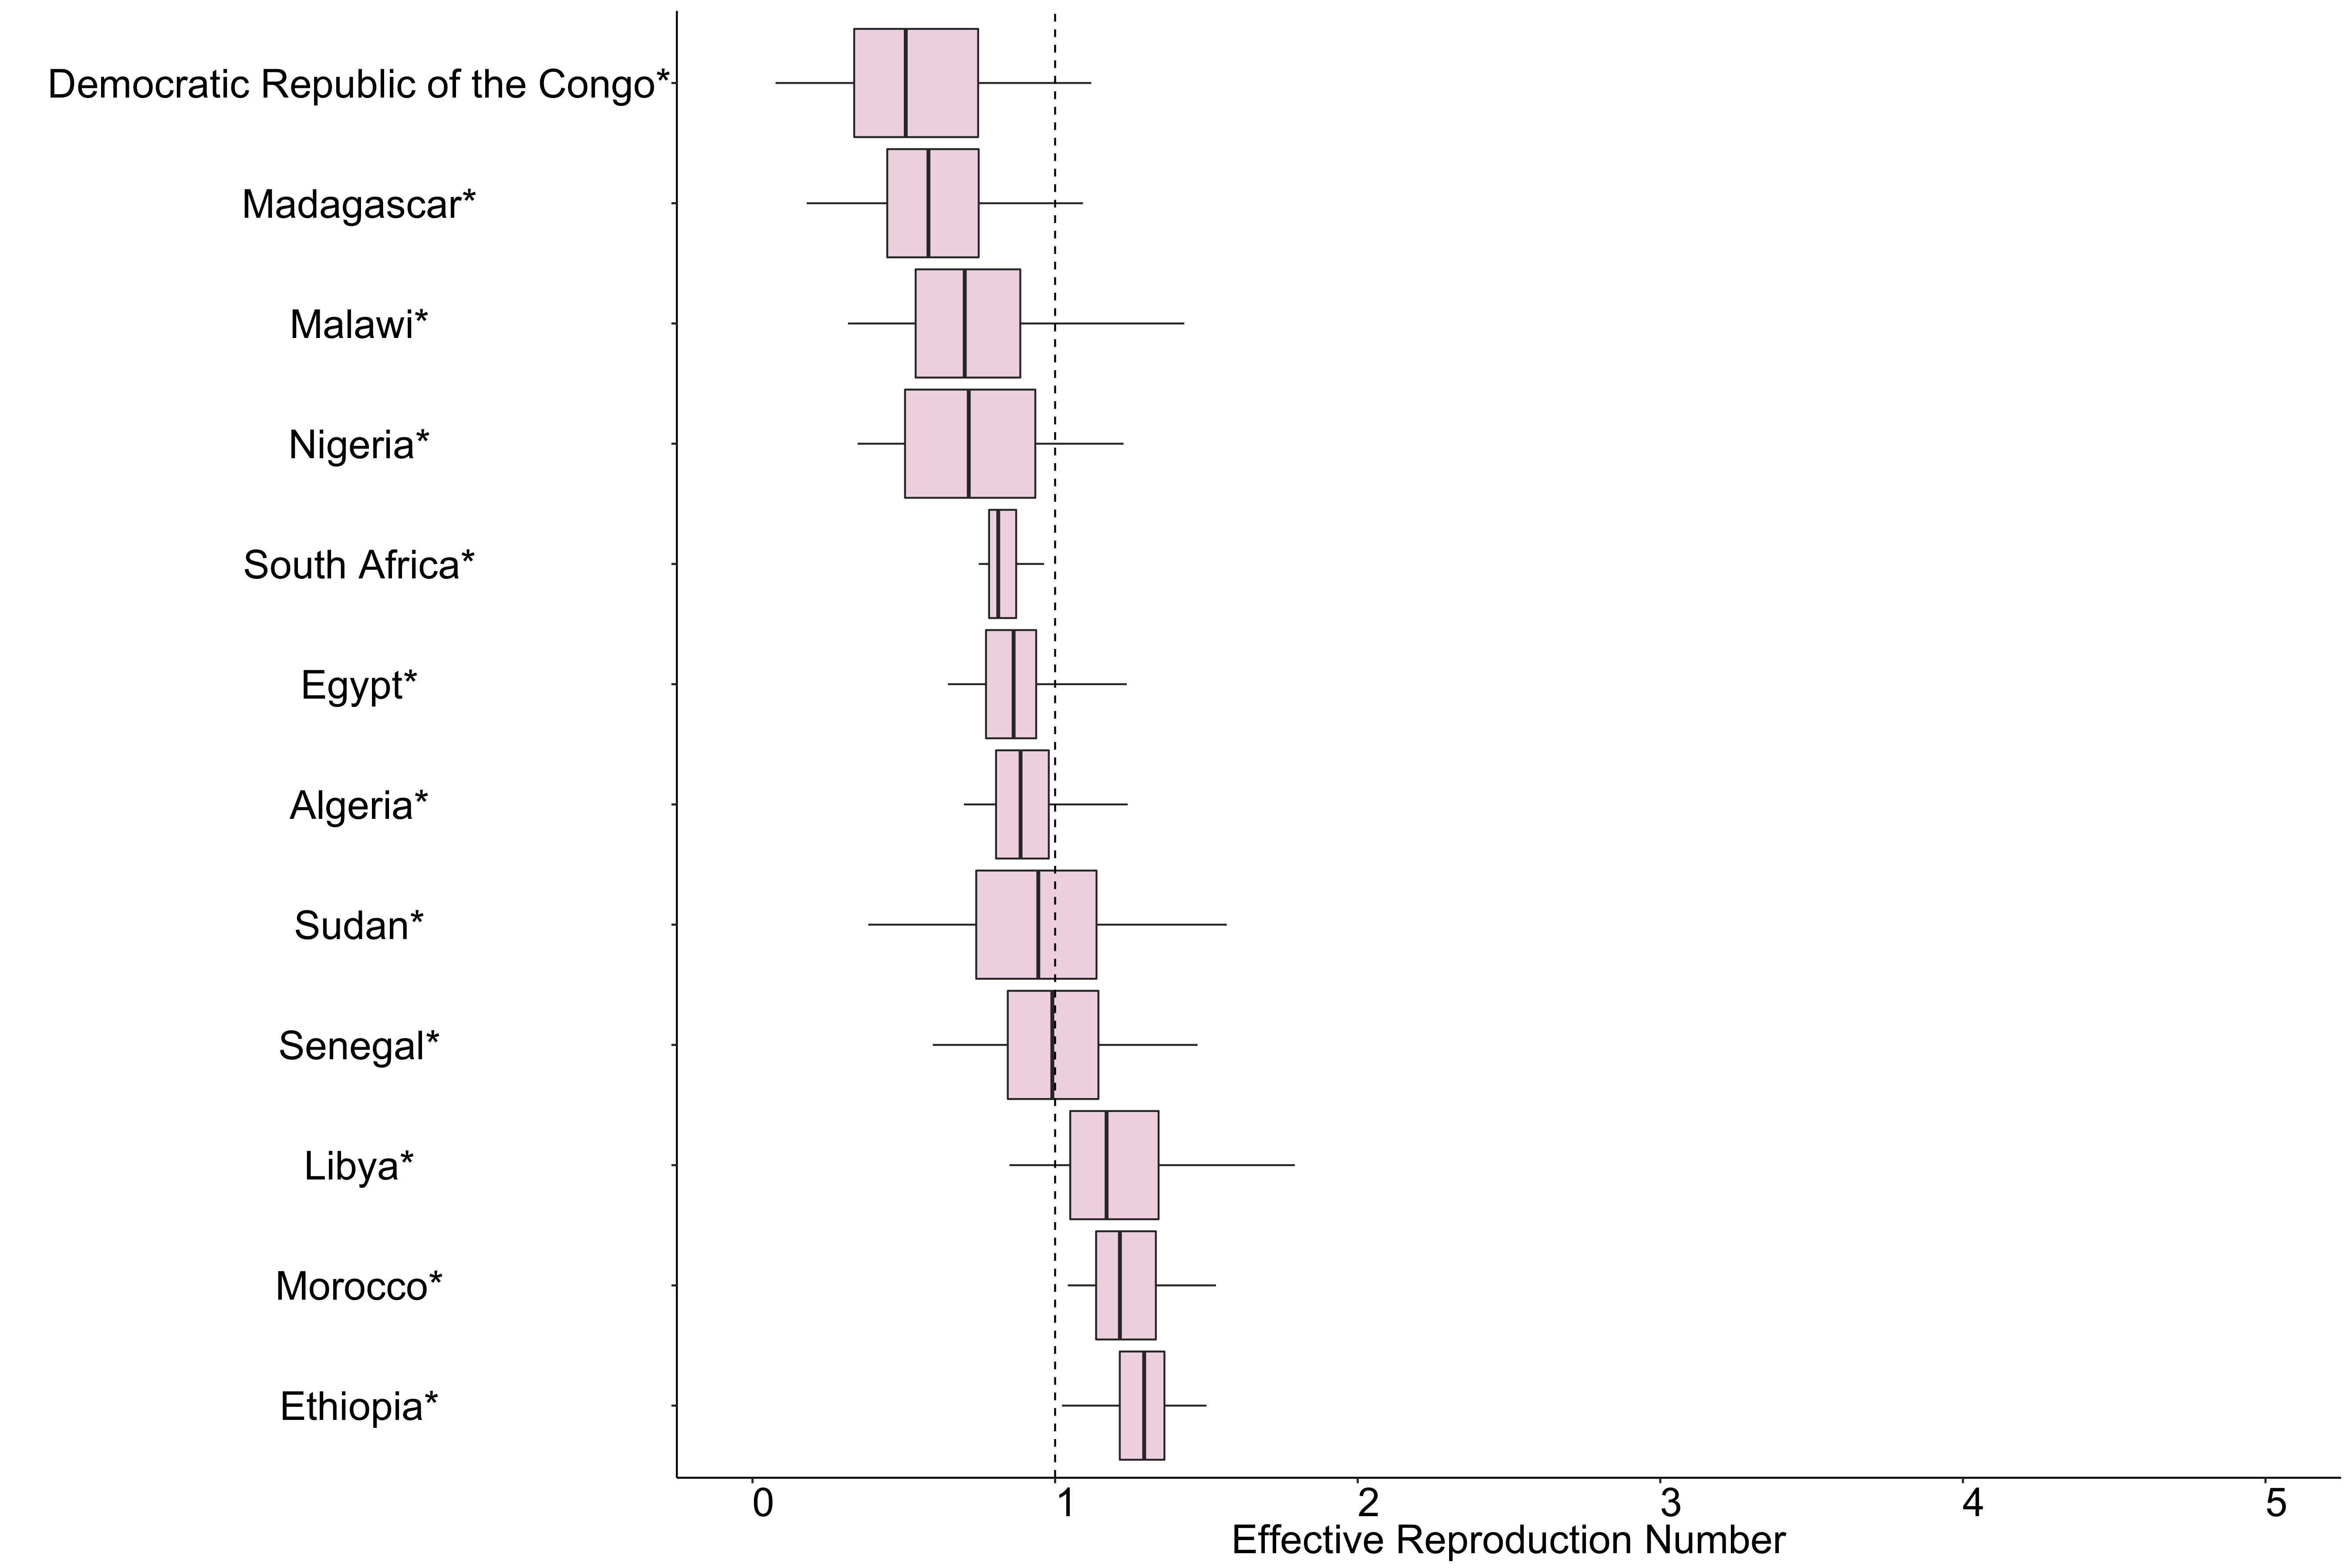 Democratic Republic of the Congo*
Madagascar*
Malawi*
Nigeria*
South Africa*
Egypt*
Algeria*
Sudan*
Senegal*
Libya*
Morocco*
Ethiopia*
0 1 2 3 4 5
Effective Reproduction Number